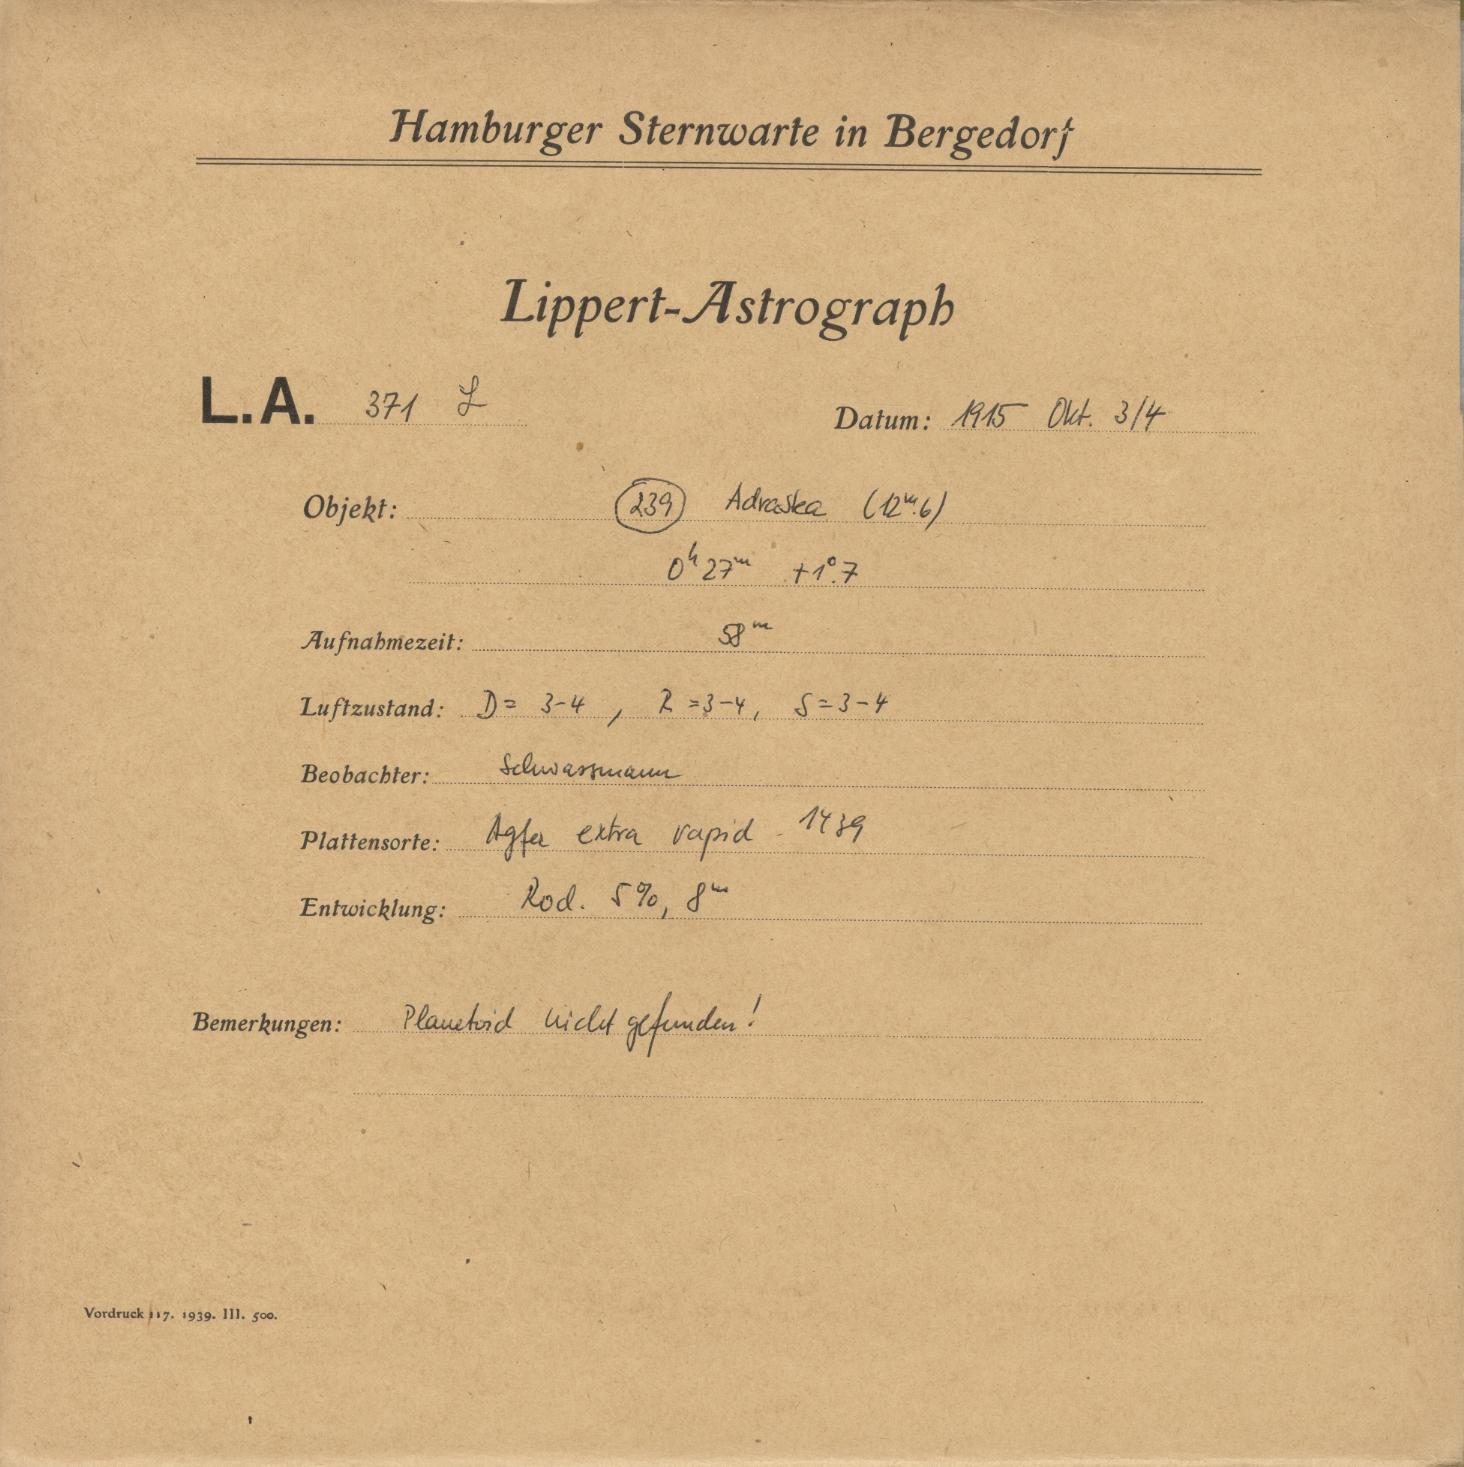 Hamburger Sternwarte in Bergedorf
Lippert-Astrograph
L.A. 371 L Datum: 1915 Okt. 3/4
Objekt: (239) Adrastea (12ᵐ.6)
0ʰ 27ᵐ +1°.7
Aufnahmezeit: 58ᵐ
Luftzustand: D= 3-4, R=3-4, S=3-4
Beobachter: Schwassmann
Plattensorte: Agfa extra rapid 1439
Entwicklung: Rod. 5%, 8ᵐ
Bemerkungen: Planetoid nicht gefunden!
Vordruck 117. 1939. III. 500.